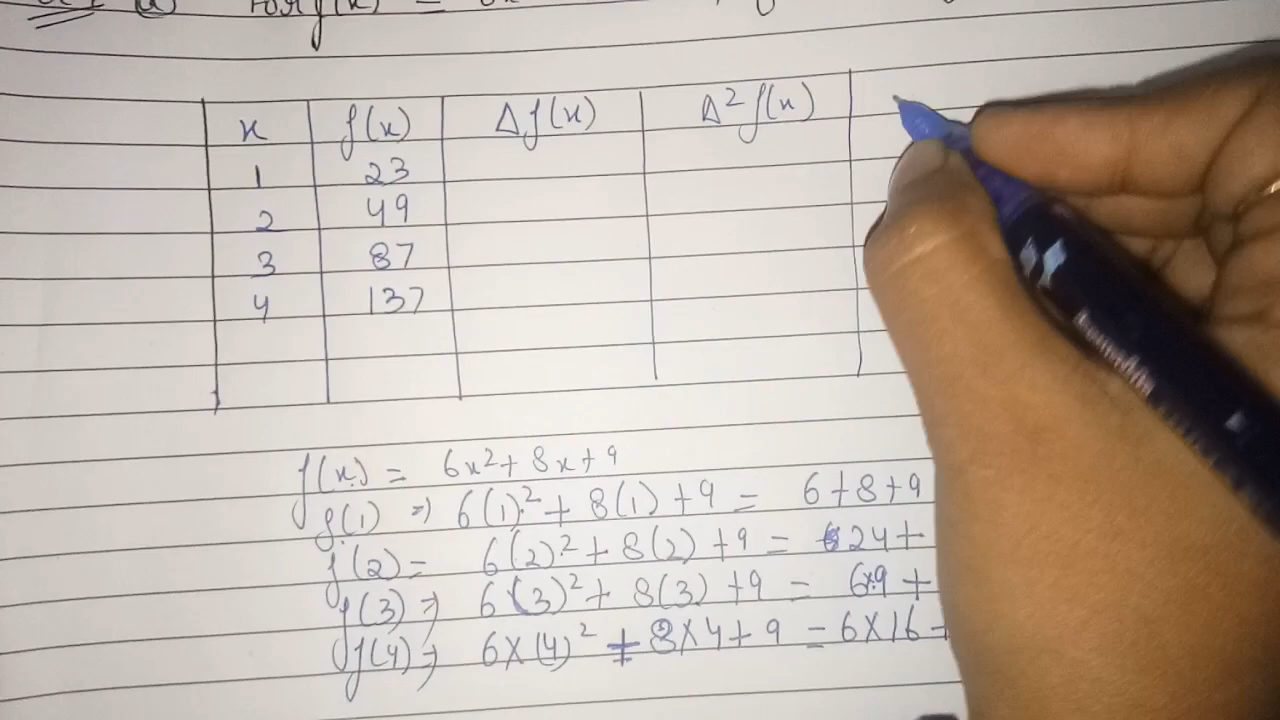 x f(x) Δf(x) Δ²f(x)
1 23
2 49
3 87
4 137
f(x) = 6x²+8x+9
f(1) => 6(1)²+8(1)+9 = 6+8+9
f(2) = 6(2)²+8(2)+9 = 24+
f(3) => 6(3)²+8(3)+9 = 6×9+
f(4) => 6×(4)²+8×4+9 = 6×16+